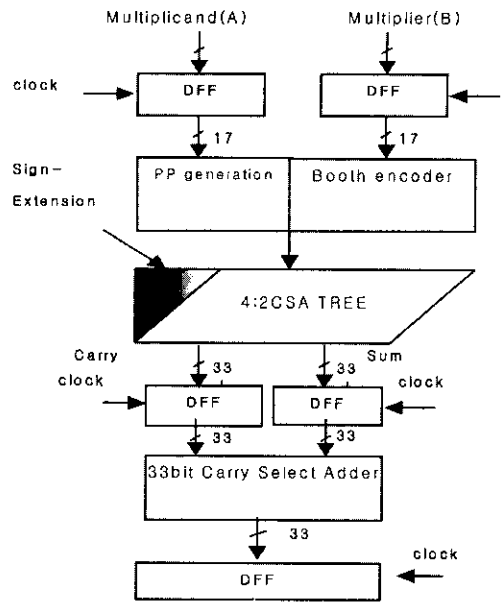 Multiplicand(A)
Multiplier(B)
clock
DFF
DFF
17
17
Sign-
Extension
PP generation
Booth encoder
4:2CSA TREE
Carry
33
33
Sum
clock
DFF
DFF
clock
33
33
33bit Carry Select Adder
33
clock
DFF